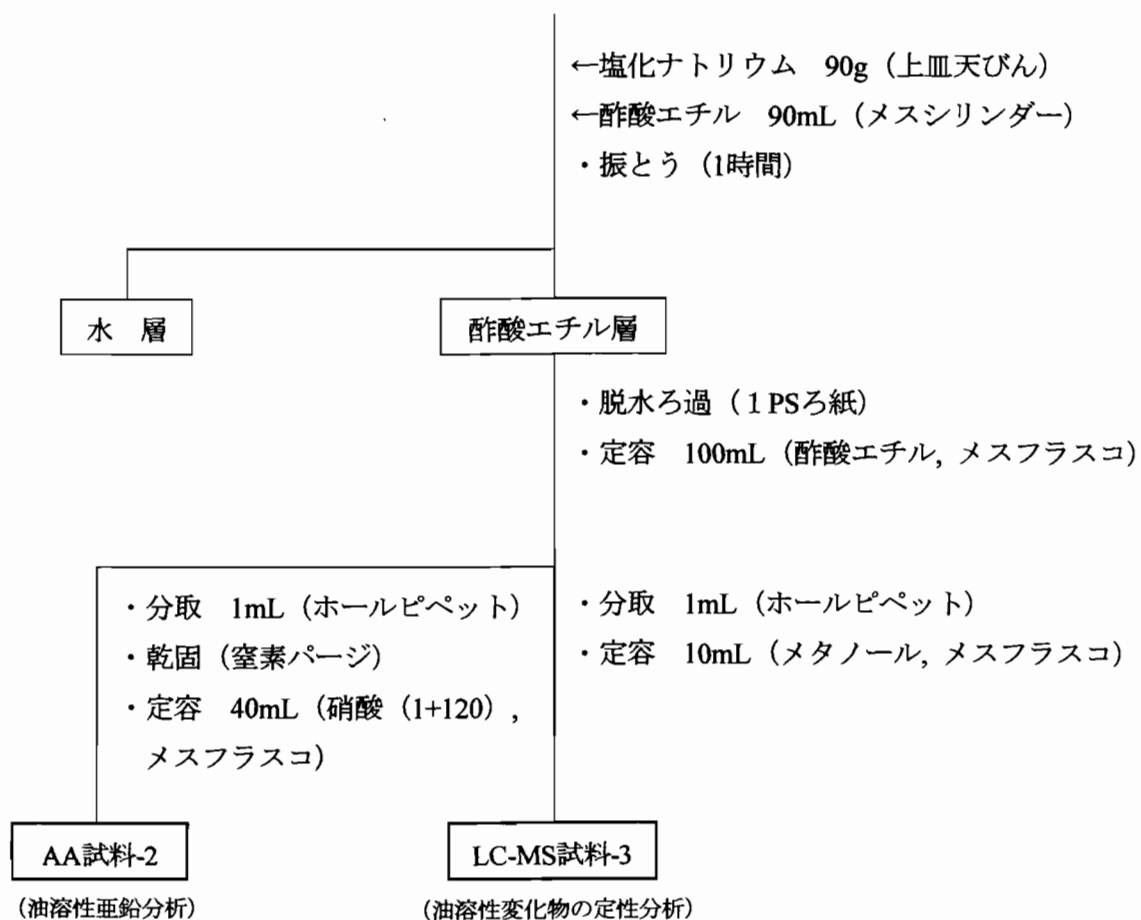 ←塩化ナトリウム 90g（上皿天びん）
←酢酸エチル 90mL（メスシリンダー）
・振とう（1時間）
水 層
酢酸エチル層
・脱水ろ過（１PSろ紙）
・定容 100mL（酢酸エチル, メスフラスコ）
・分取 1mL（ホールピペット）
・乾固（窒素パージ）
・定容 40mL（硝酸（1+120）,
メスフラスコ）
・分取 1mL（ホールピペット）
・定容 10mL（メタノール, メスフラスコ）
AA試料-2
（油溶性亜鉛分析）
LC-MS試料-3
（油溶性変化物の定性分析）